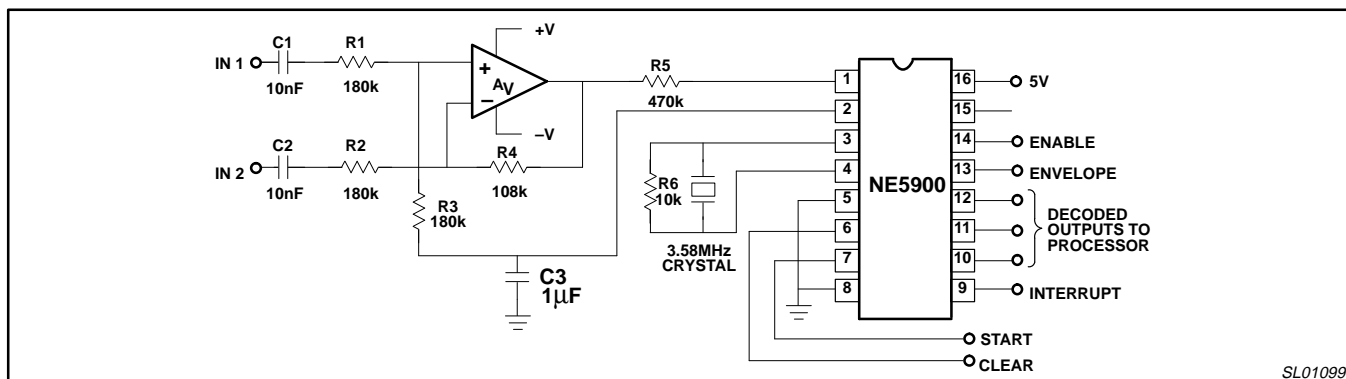 IN 1
C1
10nF
R1
180k
+V
+
AV
−
−V
R5
470k
IN 2
C2
10nF
R2
180k
R4
108k
R3
180k
C3
1µF
R6
10k
3.58MHz
CRYSTAL
NE5900
1
2
3
4
5
6
7
8
16
15
14
13
12
11
10
9
5V
ENABLE
ENVELOPE
DECODED
OUTPUTS TO
PROCESSOR
INTERRUPT
START
CLEAR
SL01099